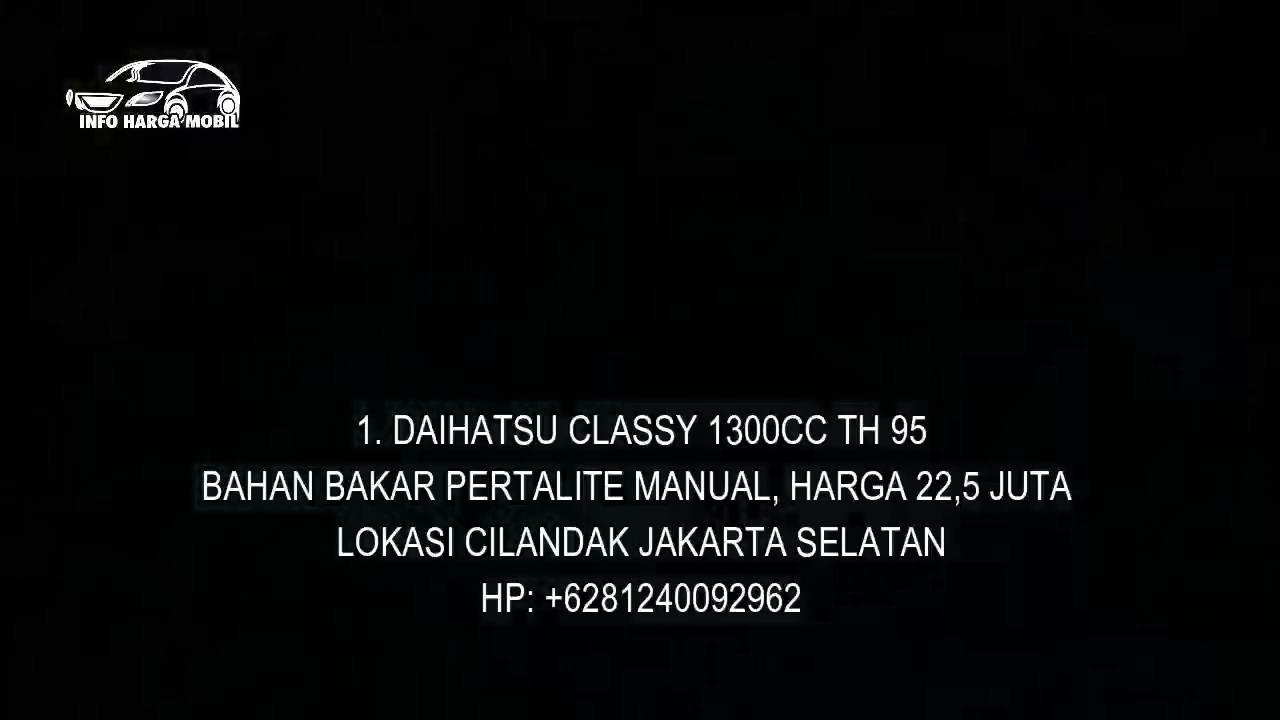 INFO HARGA MOBIL
1. DAIHATSU CLASSY 1300CC TH 95
BAHAN BAKAR PERTALITE MANUAL, HARGA 22,5 JUTA
LOKASI CILANDAK JAKARTA SELATAN
HP: +6281240092962